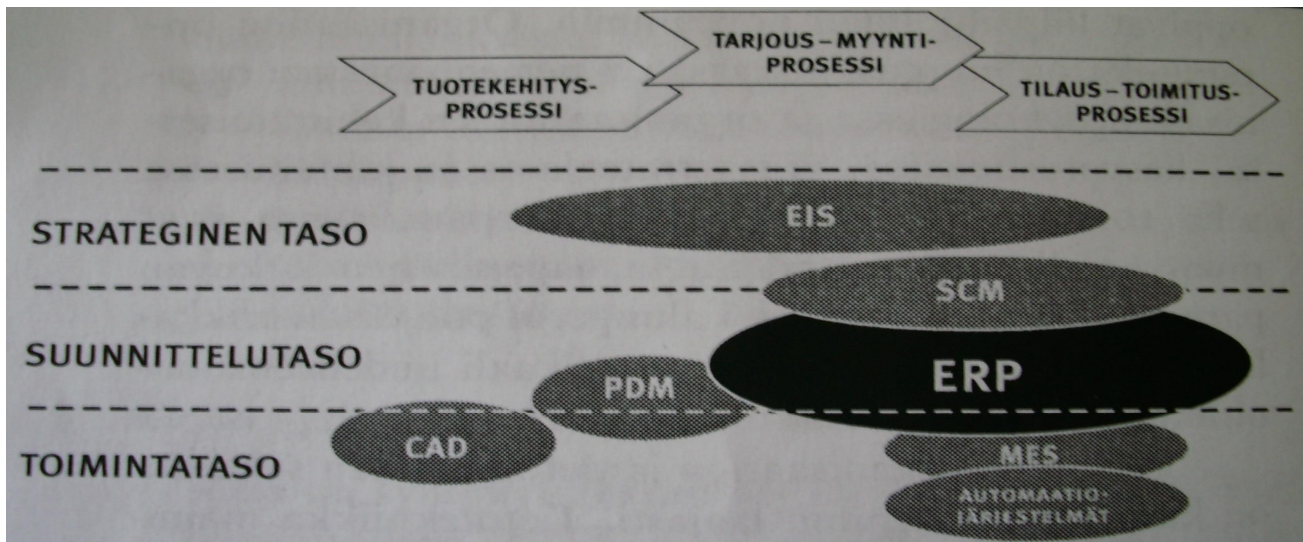 TARJOUS – MYYNTI-
PROSESSI
TUOTEKEHITYS-
PROSESSI
TILAUS – TOIMITUS-
PROSESSI
STRATEGINEN TASO
EIS
SCM
SUUNNITTELUTASO
ERP
PDM
CAD
TOIMINTATASO
MES
AUTOMAATIO-
JÄRJESTELMÄT